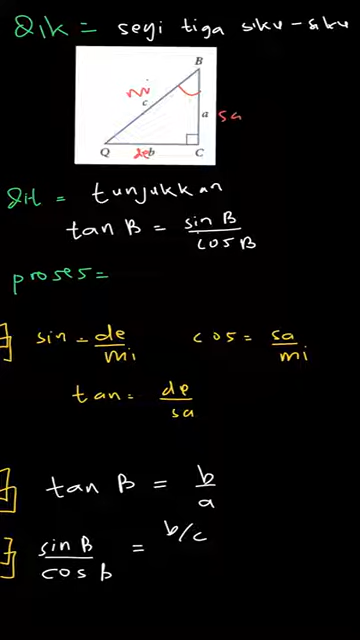 Dik = segi tiga siku-siku
B
mi
c
a sa
Q de b C
Dit = tunjukkan
tan B = sin B / cos B
proses =
sin = de / mi cos = sa / mi
tan = de / sa
tan B = b / a
sin B / cos B = b/c